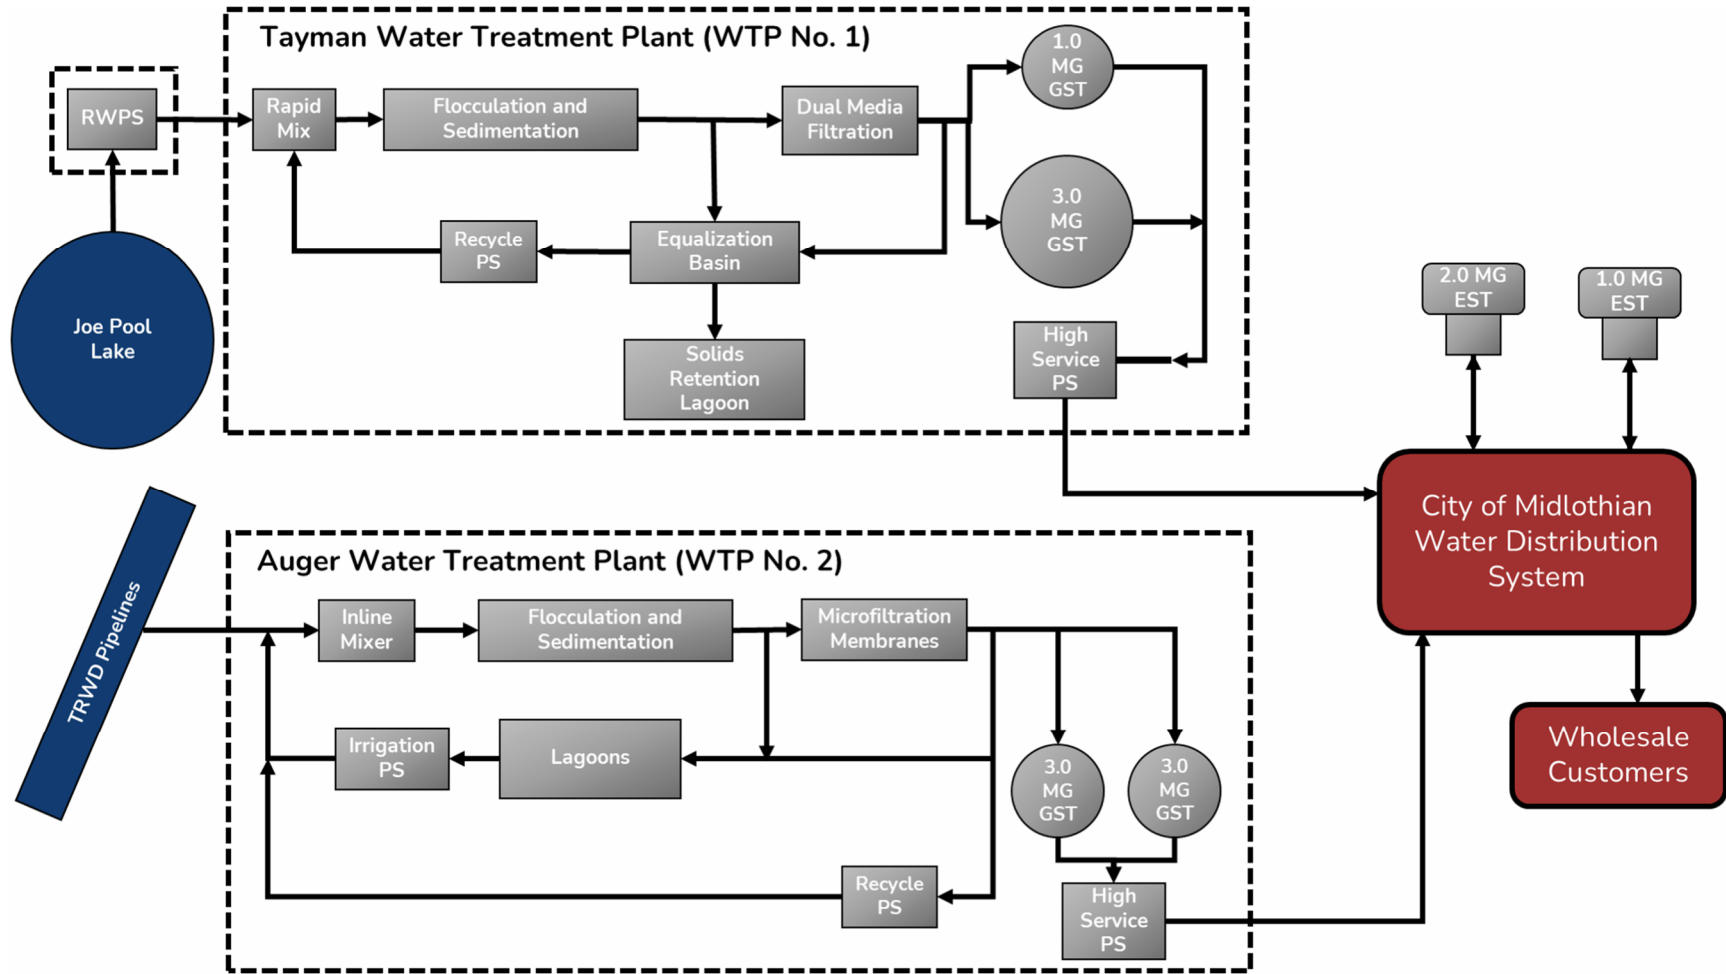 Tayman Water Treatment Plant (WTP No. 1)
RWPS
Rapid
Mix
Flocculation and
Sedimentation
Dual Media
Filtration
1.0
MG
GST
3.0
MG
GST
Recycle
PS
Equalization
Basin
Solids
Retention
Lagoon
High
Service
PS
Joe Pool
Lake
2.0 MG
EST
1.0 MG
EST
City of Midlothian
Water Distribution
System
Wholesale
Customers
TRWD Pipelines
Auger Water Treatment Plant (WTP No. 2)
Inline
Mixer
Flocculation and
Sedimentation
Microfiltration
Membranes
Irrigation
PS
Lagoons
3.0
MG
GST
3.0
MG
GST
Recycle
PS
High
Service
PS